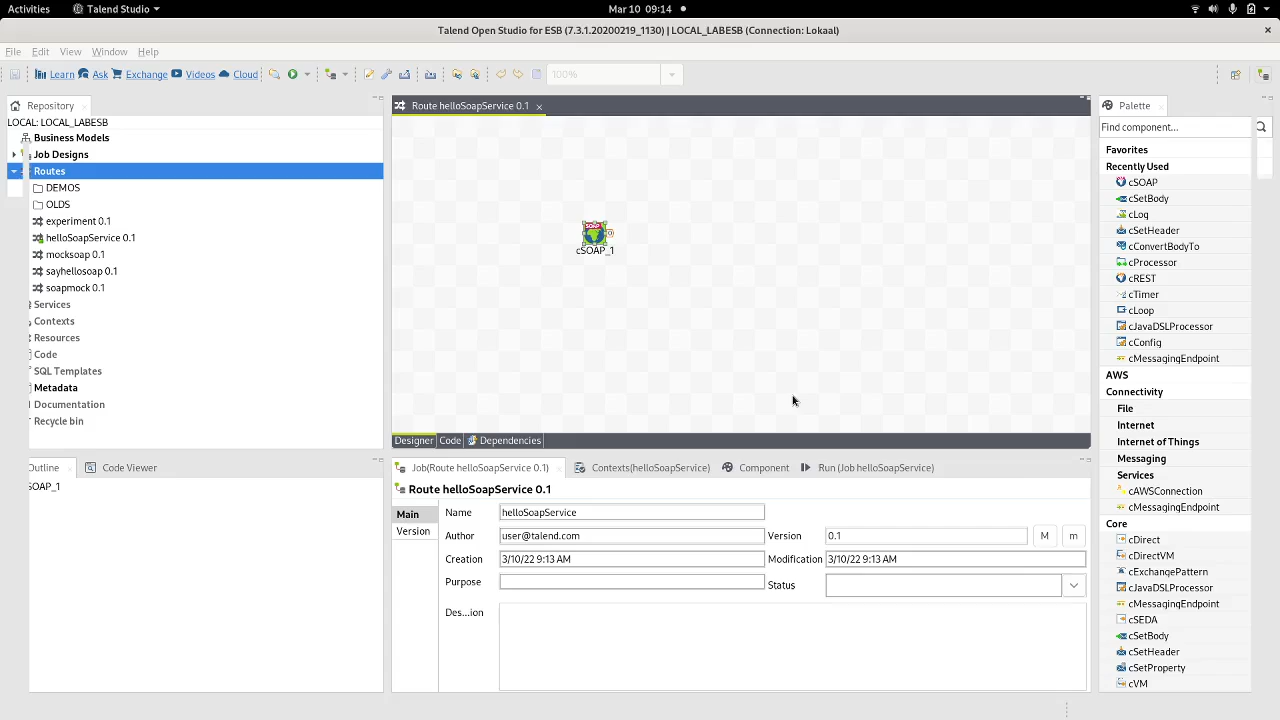 Activities
Talend Studio
Mar 10 09:14
Talend Open Studio for ESB (7.3.1.20200219_1130) | LOCAL_LABESB (Connection: Lokaal)
File Edit View Window Help
Learn Ask Exchange Videos Cloud 100%
Repository
LOCAL: LOCAL_LABESB
Business Models
Job Designs
Routes
DEMOS
OLDS
experiment 0.1
helloSoapService 0.1
mocksoap 0.1
sayhellosoap 0.1
soapmock 0.1
Services
Contexts
Resources
Code
SQL Templates
Metadata
Documentation
Recycle bin
Outline
Code Viewer
SOAP_1
Route helloSoapService 0.1
SOAP
cSOAP_1
Designer Code Dependencies
Job(Route helloSoapService 0.1) Contexts(helloSoapService) Component Run (Job helloSoapService)
Route helloSoapService 0.1
Main
Version
Name helloSoapService
Author user@talend.com Version 0.1 M m
Creation 3/10/22 9:13 AM Modification 3/10/22 9:13 AM
Purpose Status
Des...ion
Palette
Find component...
Favorites
Recently Used
cSOAP
cSetBody
cLog
cSetHeader
cConvertBodyTo
cProcessor
cREST
cTimer
cLoop
cJavaDSLProcessor
cConfig
cMessagingEndpoint
AWS
Connectivity
File
Internet
Internet of Things
Messaging
Services
cAWSConnection
cMessagingEndpoint
Core
cDirect
cDirectVM
cExchangePattern
cJavaDSLProcessor
cMessagingEndpoint
cSEDA
cSetBody
cSetHeader
cSetProperty
cVM